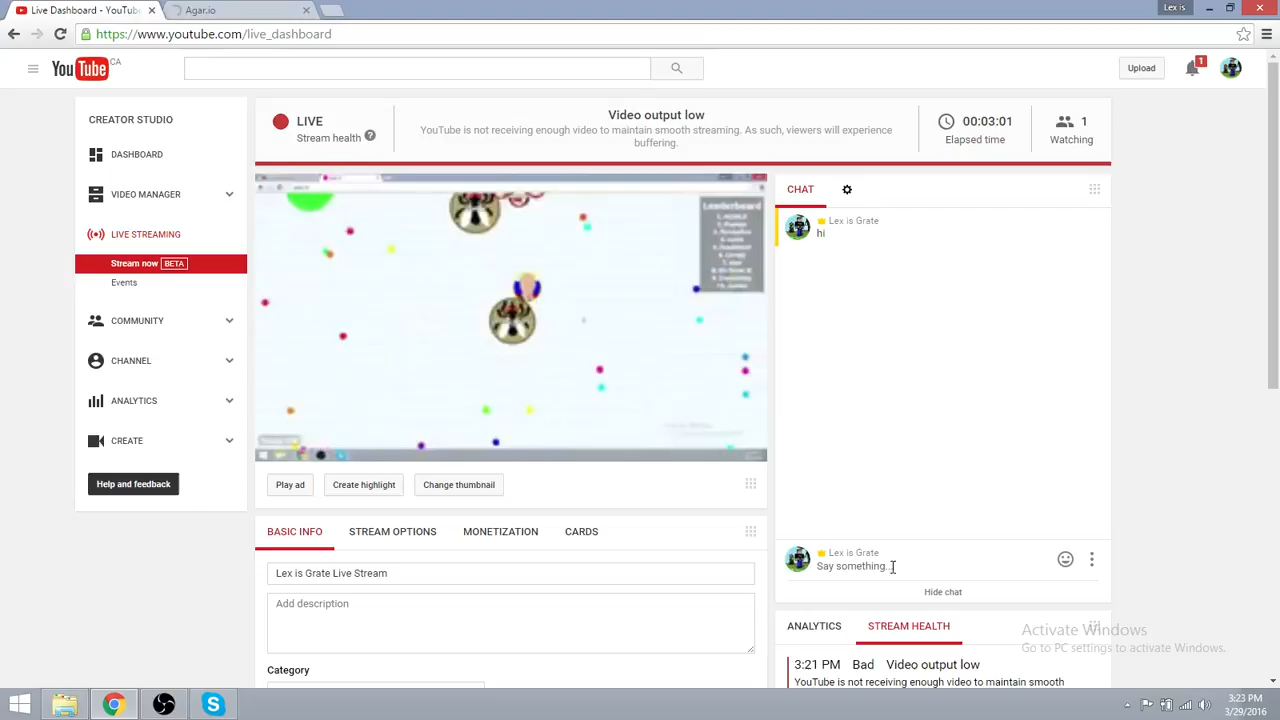 Live Dashboard - YouTub
Agar.io
Lex is
https://www.youtube.com/live_dashboard
YouTube CA
Upload
1
CREATOR STUDIO
DASHBOARD
VIDEO MANAGER
LIVE STREAMING
Stream now BETA
Events
COMMUNITY
CHANNEL
ANALYTICS
CREATE
Help and feedback
LIVE
Stream health ?
Video output low
YouTube is not receiving enough video to maintain smooth streaming. As such, viewers will experience
buffering.
00:03:01
Elapsed time
1
Watching
Leaderboard
Play ad
Create highlight
Change thumbnail
BASIC INFO
STREAM OPTIONS
MONETIZATION
CARDS
Lex is Grate Live Stream
Add description
Category
CHAT
Lex is Grate
hi
Lex is Grate
Say something...
Hide chat
ANALYTICS
STREAM HEALTH
3:21 PM Bad Video output low
YouTube is not receiving enough video to maintain smooth
Activate Windows
Go to PC settings to activate Windows.
3:23 PM
3/29/2016